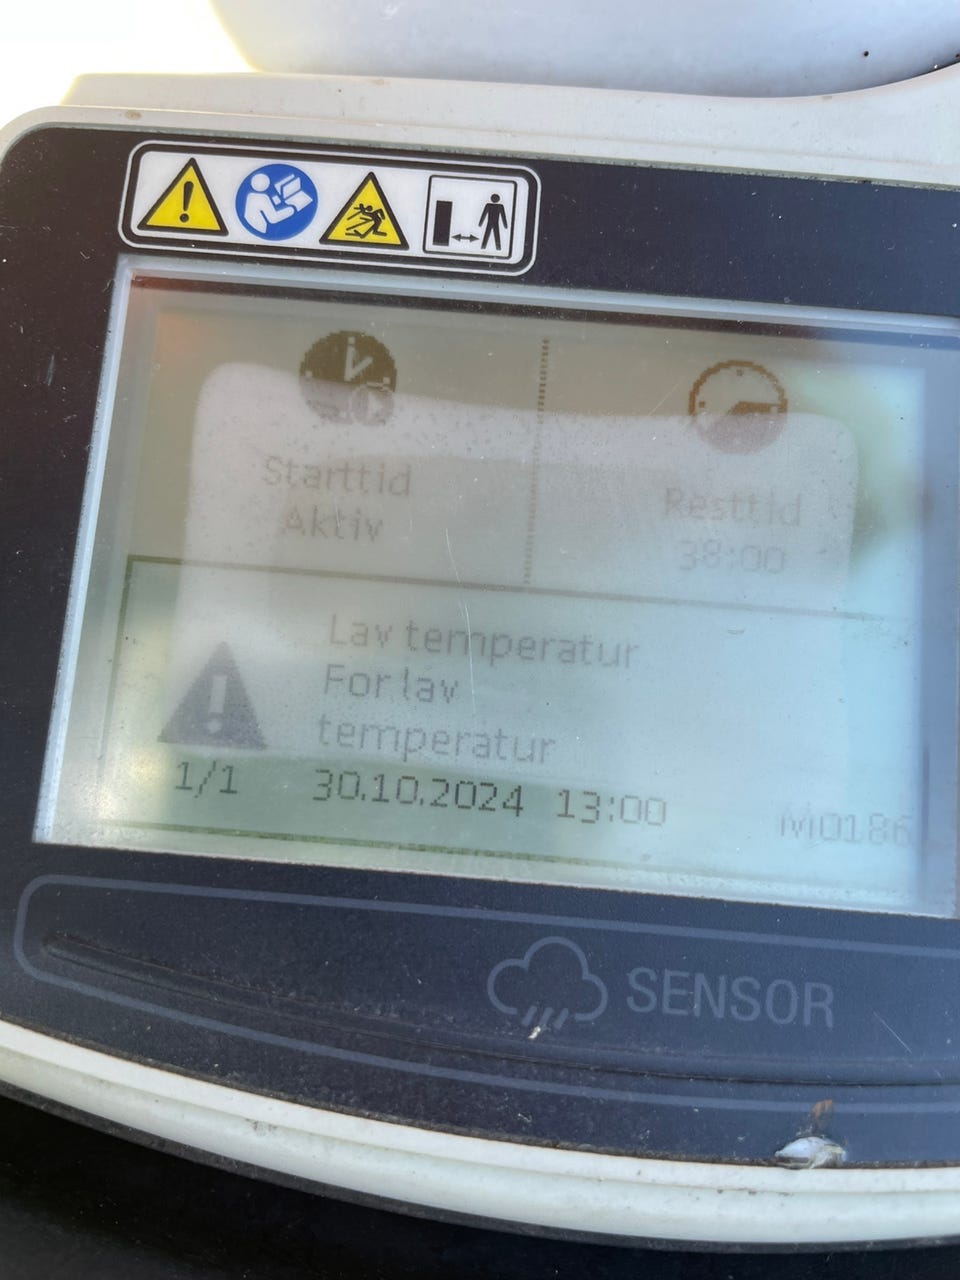 Starttid
Aktiv
Resttid
38:00
Lav temperatur
For lav
temperatur
1/1 30.10.2024 13:00 M0186
SENSOR